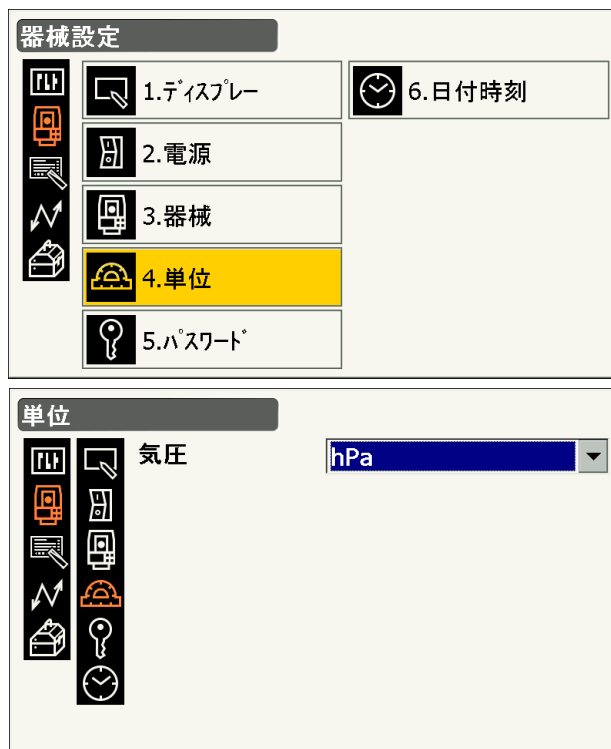 器械設定
1.ﾃﾞｨｽﾌﾟﾚｰ
2.電源
3.器械
4.単位
5.ﾊﾟｽﾜｰﾄﾞ
6.日付時刻
単位
気圧 hPa